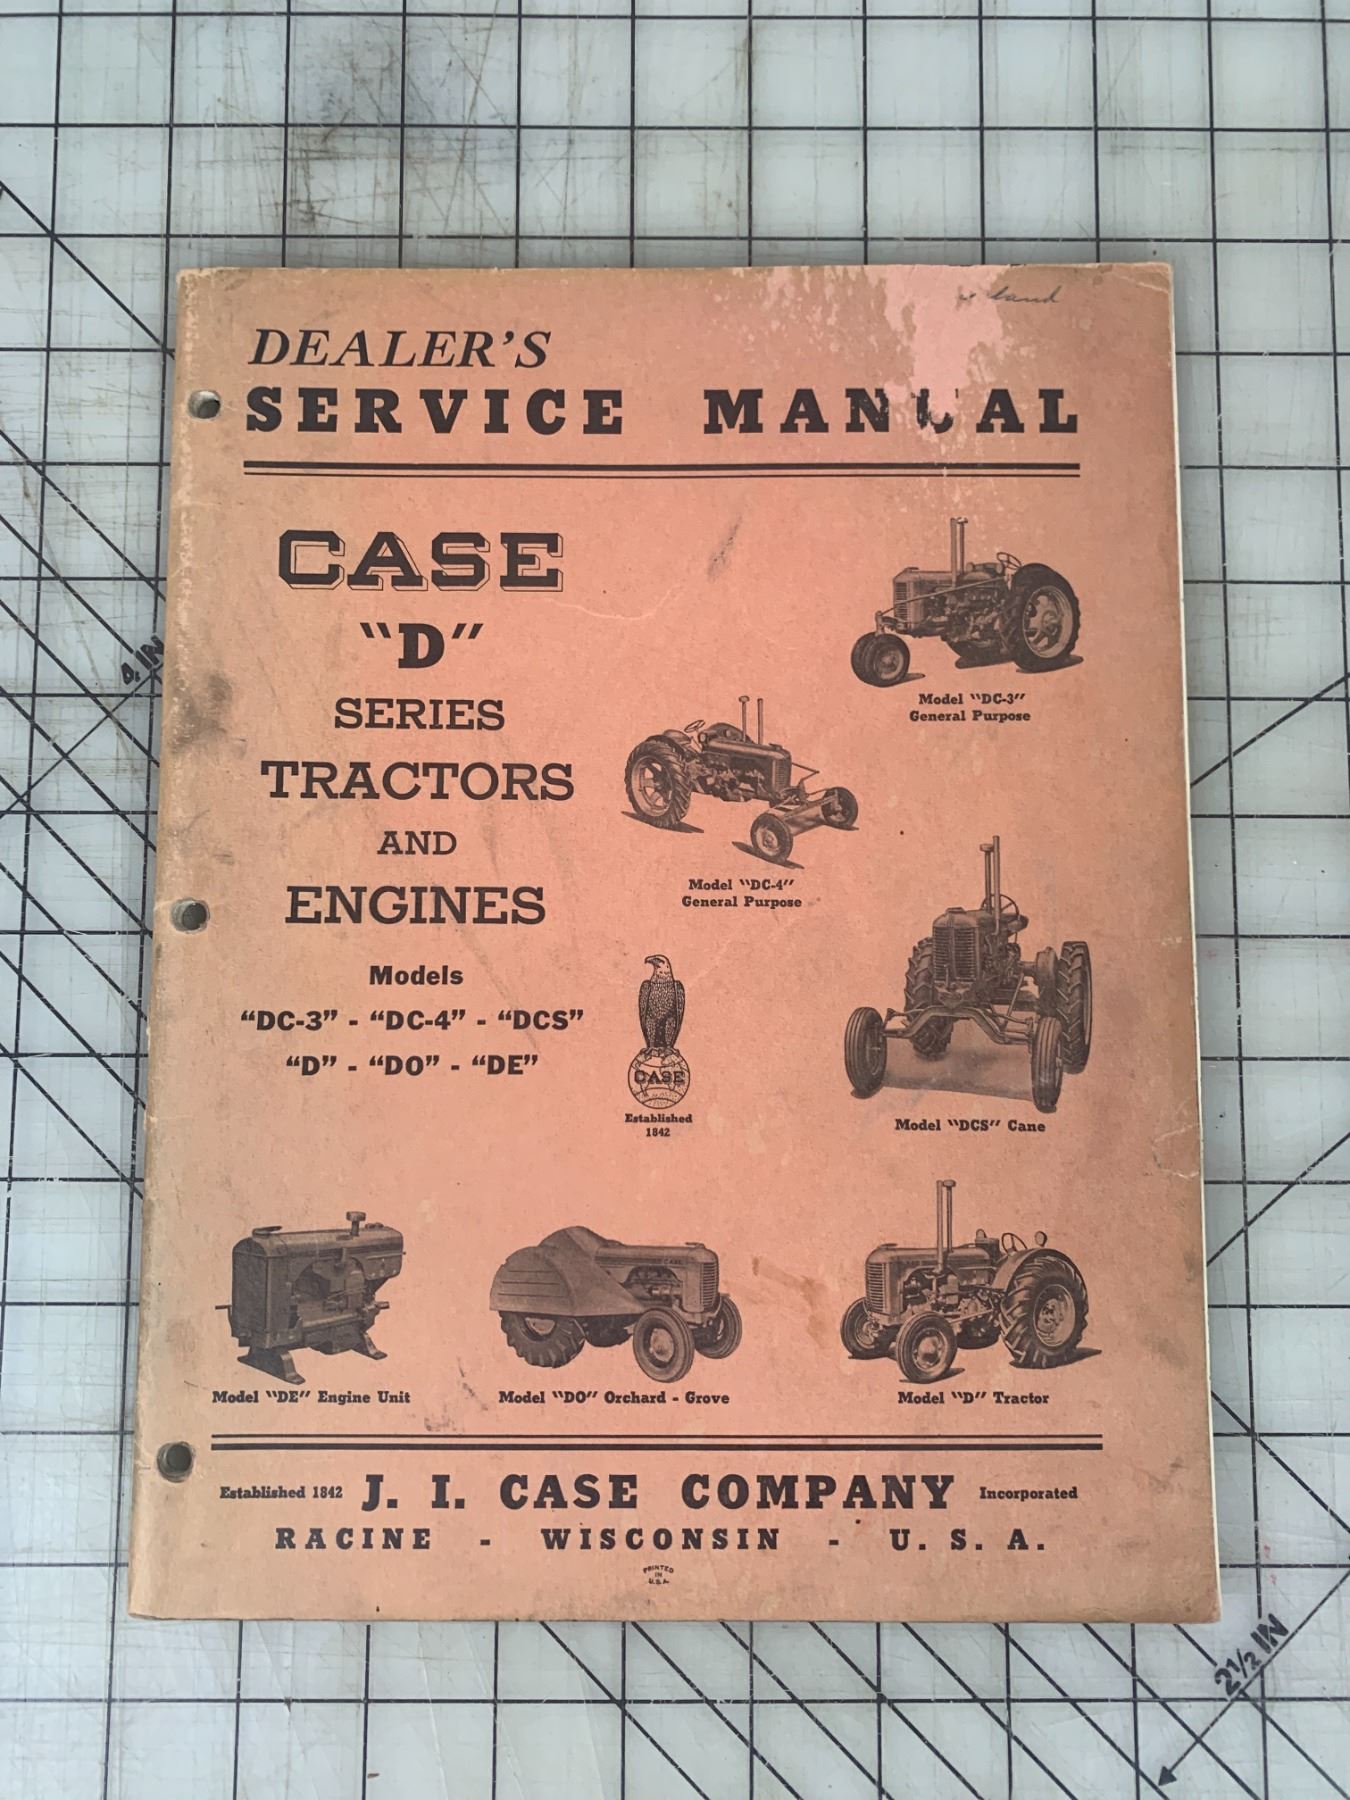 land
DEALER'S
SERVICE MANUAL
CASE
"D"
SERIES
TRACTORS
AND
ENGINES
Models
"DC-3" - "DC-4" - "DCS"
"D" - "DO" - "DE"
Model "DC-3"
General Purpose
Model "DC-4"
General Purpose
CASE
Established
1842
Model "DCS" Cane
Model "DE" Engine Unit
Model "DO" Orchard - Grove
Model "D" Tractor
Established 1842 J. I. CASE COMPANY Incorporated
RACINE - WISCONSIN - U. S. A.
PRINTED
IN
U.S.A.
4 IN
2 1/2 IN